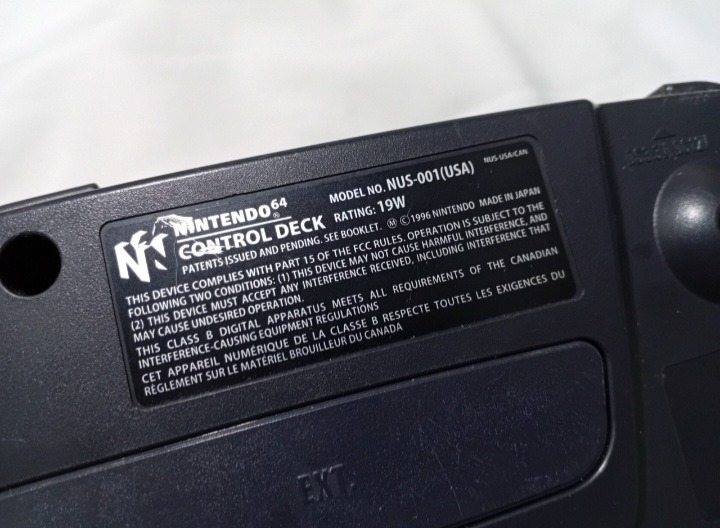 NINTENDO 64®
CONTROL DECK
MODEL NO. NUS-001(USA)
RATING: 19W
NUS-USA/CAN
PATENTS ISSUED AND PENDING. SEE BOOKLET. Ⓜ © 1996 NINTENDO MADE IN JAPAN
THIS DEVICE COMPLIES WITH PART 15 OF THE FCC RULES. OPERATION IS SUBJECT TO THE
FOLLOWING TWO CONDITIONS: (1) THIS DEVICE MAY NOT CAUSE HARMFUL INTERFERENCE, AND
(2) THIS DEVICE MUST ACCEPT ANY INTERFERENCE RECEIVED, INCLUDING INTERFERENCE THAT
MAY CAUSE UNDESIRED OPERATION.
THIS CLASS B DIGITAL APPARATUS MEETS ALL REQUIREMENTS OF THE CANADIAN
INTERFERENCE-CAUSING EQUIPMENT REGULATIONS
CET APPAREIL NUMÉRIQUE DE LA CLASSE B RESPECTE TOUTES LES EXIGENCES DU
RÈGLEMENT SUR LE MATÉRIEL BROUILLEUR DU CANADA
EXT.